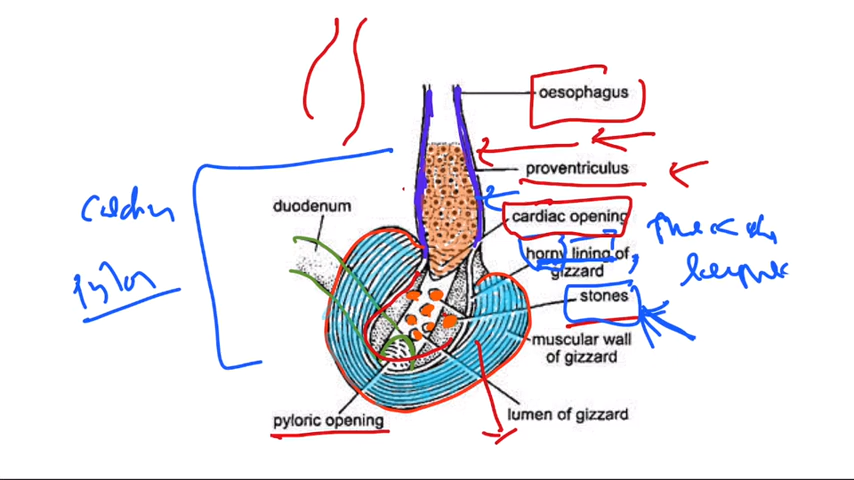 oesophagus
proventriculus
duodenum
cardiac opening
horny lining of
gizzard
stones
muscular wall
of gizzard
pyloric opening
lumen of gizzard